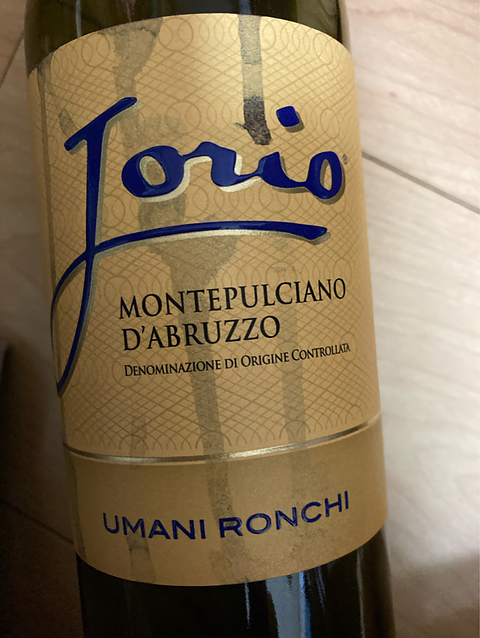 Jorio®
MONTEPULCIANO
D'ABRUZZO
DENOMINAZIONE DI ORIGINE CONTROLLATA
UMANI RONCHI